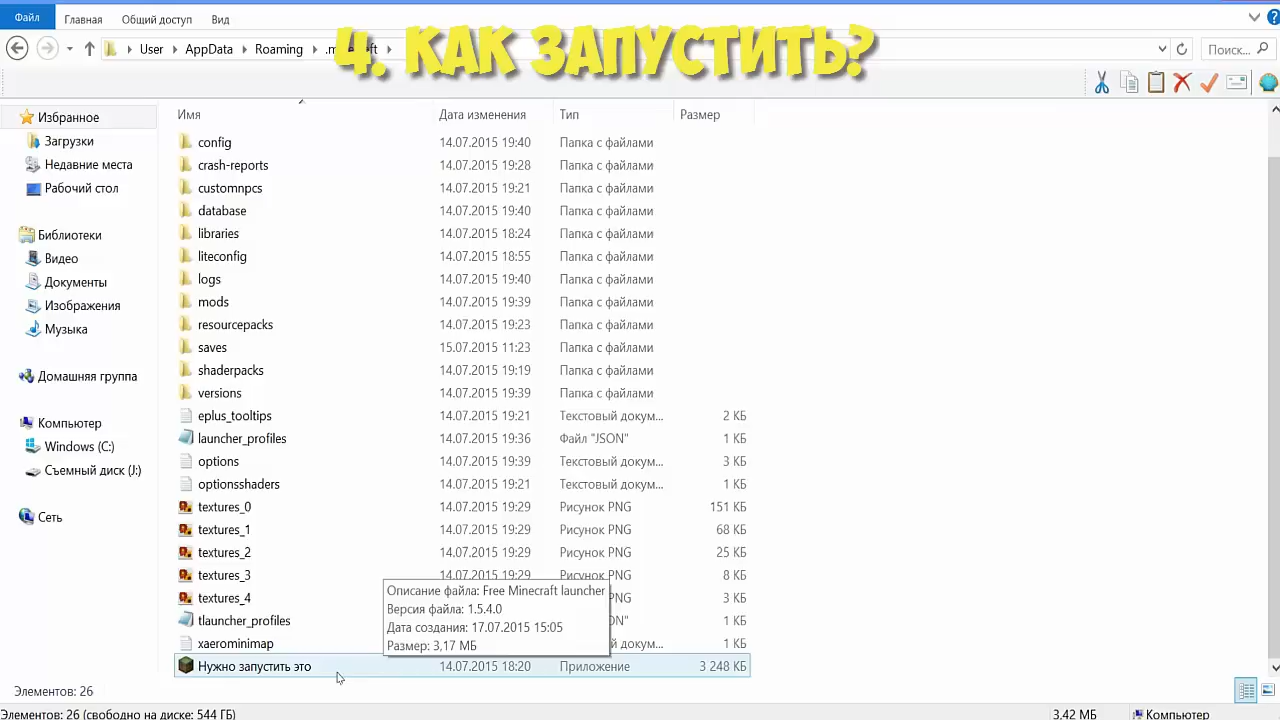 Файл Главная Общий доступ Вид
4. КАК ЗАПУСТИТЬ?
User AppData Roaming
Поиск...
Имя Дата изменения Тип Размер
Избранное
Загрузки
Недавние места
Рабочий стол
Библиотеки
Видео
Документы
Изображения
Музыка
Домашняя группа
Компьютер
Windows (C:)
Съемный диск (J:)
Сеть
config 14.07.2015 19:40 Папка с файлами
crash-reports 14.07.2015 19:28 Папка с файлами
customnpcs 14.07.2015 19:21 Папка с файлами
database 14.07.2015 19:40 Папка с файлами
libraries 14.07.2015 18:24 Папка с файлами
liteconfig 14.07.2015 18:55 Папка с файлами
logs 14.07.2015 19:40 Папка с файлами
mods 14.07.2015 19:39 Папка с файлами
resourcepacks 14.07.2015 19:23 Папка с файлами
saves 15.07.2015 11:23 Папка с файлами
shaderpacks 14.07.2015 19:19 Папка с файлами
versions 14.07.2015 19:39 Папка с файлами
eplus_tooltips 14.07.2015 19:21 Текстовый докум... 2 КБ
launcher_profiles 14.07.2015 19:36 Файл "JSON" 1 КБ
options 14.07.2015 19:39 Текстовый докум... 3 КБ
optionsshaders 14.07.2015 19:21 Текстовый докум... 1 КБ
textures_0 14.07.2015 19:29 Рисунок PNG 151 КБ
textures_1 14.07.2015 19:29 Рисунок PNG 68 КБ
textures_2 14.07.2015 19:29 Рисунок PNG 25 КБ
textures_3 14.07.2015 19:29 Рисунок PNG 8 КБ
textures_4 3 КБ
tlauncher_profiles 1 КБ
xaerominimap докум... 1 КБ
Описание файла: Free Minecraft launcher
Версия файла: 1.5.4.0
Дата создания: 17.07.2015 15:05
Размер: 3,17 МБ
Нужно запустить это 14.07.2015 18:20 Приложение 3 248 КБ
Элементов: 26
Элементов: 26 (свободно на диске: 544 ГБ) 3,42 МБ Компьютер